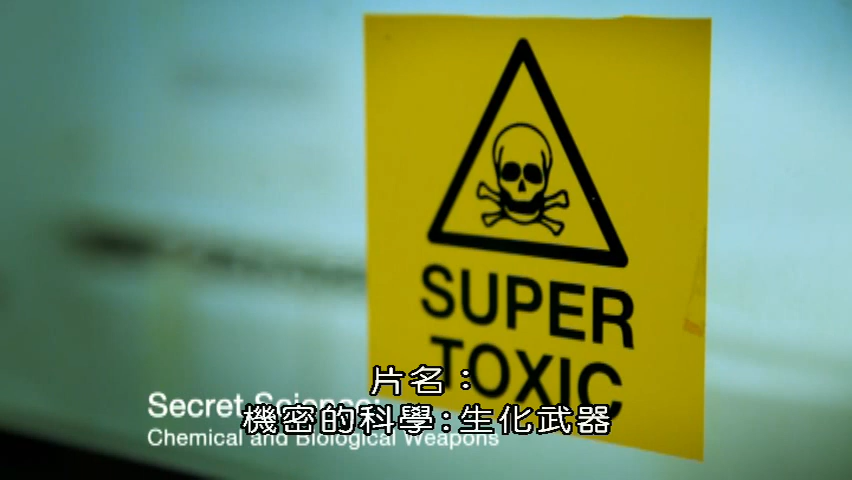 SUPER
TOXIC
片名：
Secret Science:
機密的科學:生化武器
Chemical and Biological Weapons